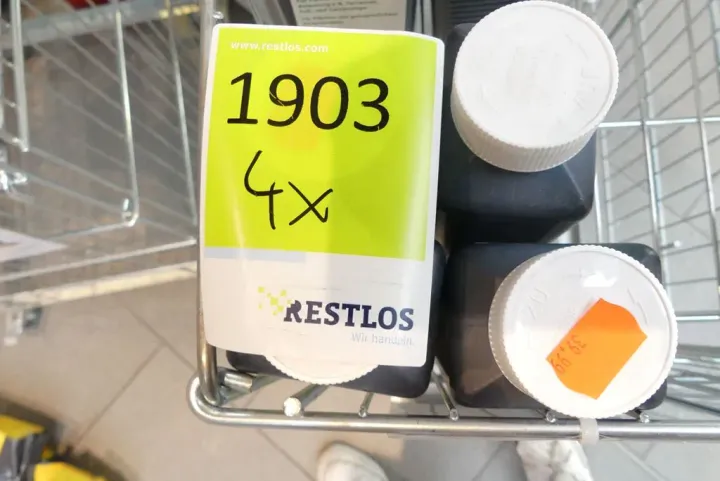 www.restlos.com
1903
4x
RESTLOS
Wir handeln.
39.99